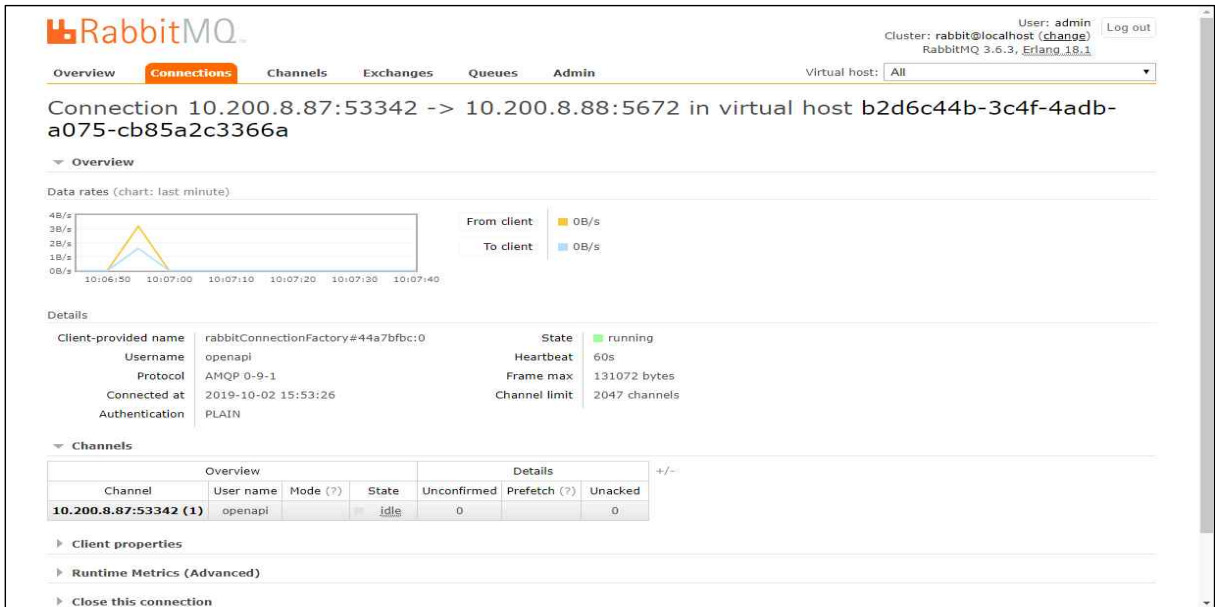 RabbitMQ
User: admin
Cluster: rabbit@localhost (change)
RabbitMQ 3.6.3, Erlang 18.1
Log out
Overview Connections Channels Exchanges Queues Admin
Virtual host: All
Connection 10.200.8.87:53342 -> 10.200.8.88:5672 in virtual host b2d6c44b-3c4f-4adb-
a075-cb85a2c3366a
Overview
Data rates (chart: last minute)
4B/s
3B/s
2B/s
1B/s
0B/s
10:06:50 10:07:00 10:07:10 10:07:20 10:07:30 10:07:40
From client 0B/s
To client 0B/s
Details
Client-provided name rabbitConnectionFactory#44a7bfbc:0
Username openapi
Protocol AMQP 0-9-1
Connected at 2019-10-02 15:53:26
Authentication PLAIN
State running
Heartbeat 60s
Frame max 131072 bytes
Channel limit 2047 channels
Channels
Overview Details +/-
Channel User name Mode (?) State Unconfirmed Prefetch (?) Unacked
10.200.8.87:53342 (1) openapi idle 0 0
Client properties
Runtime Metrics (Advanced)
Close this connection